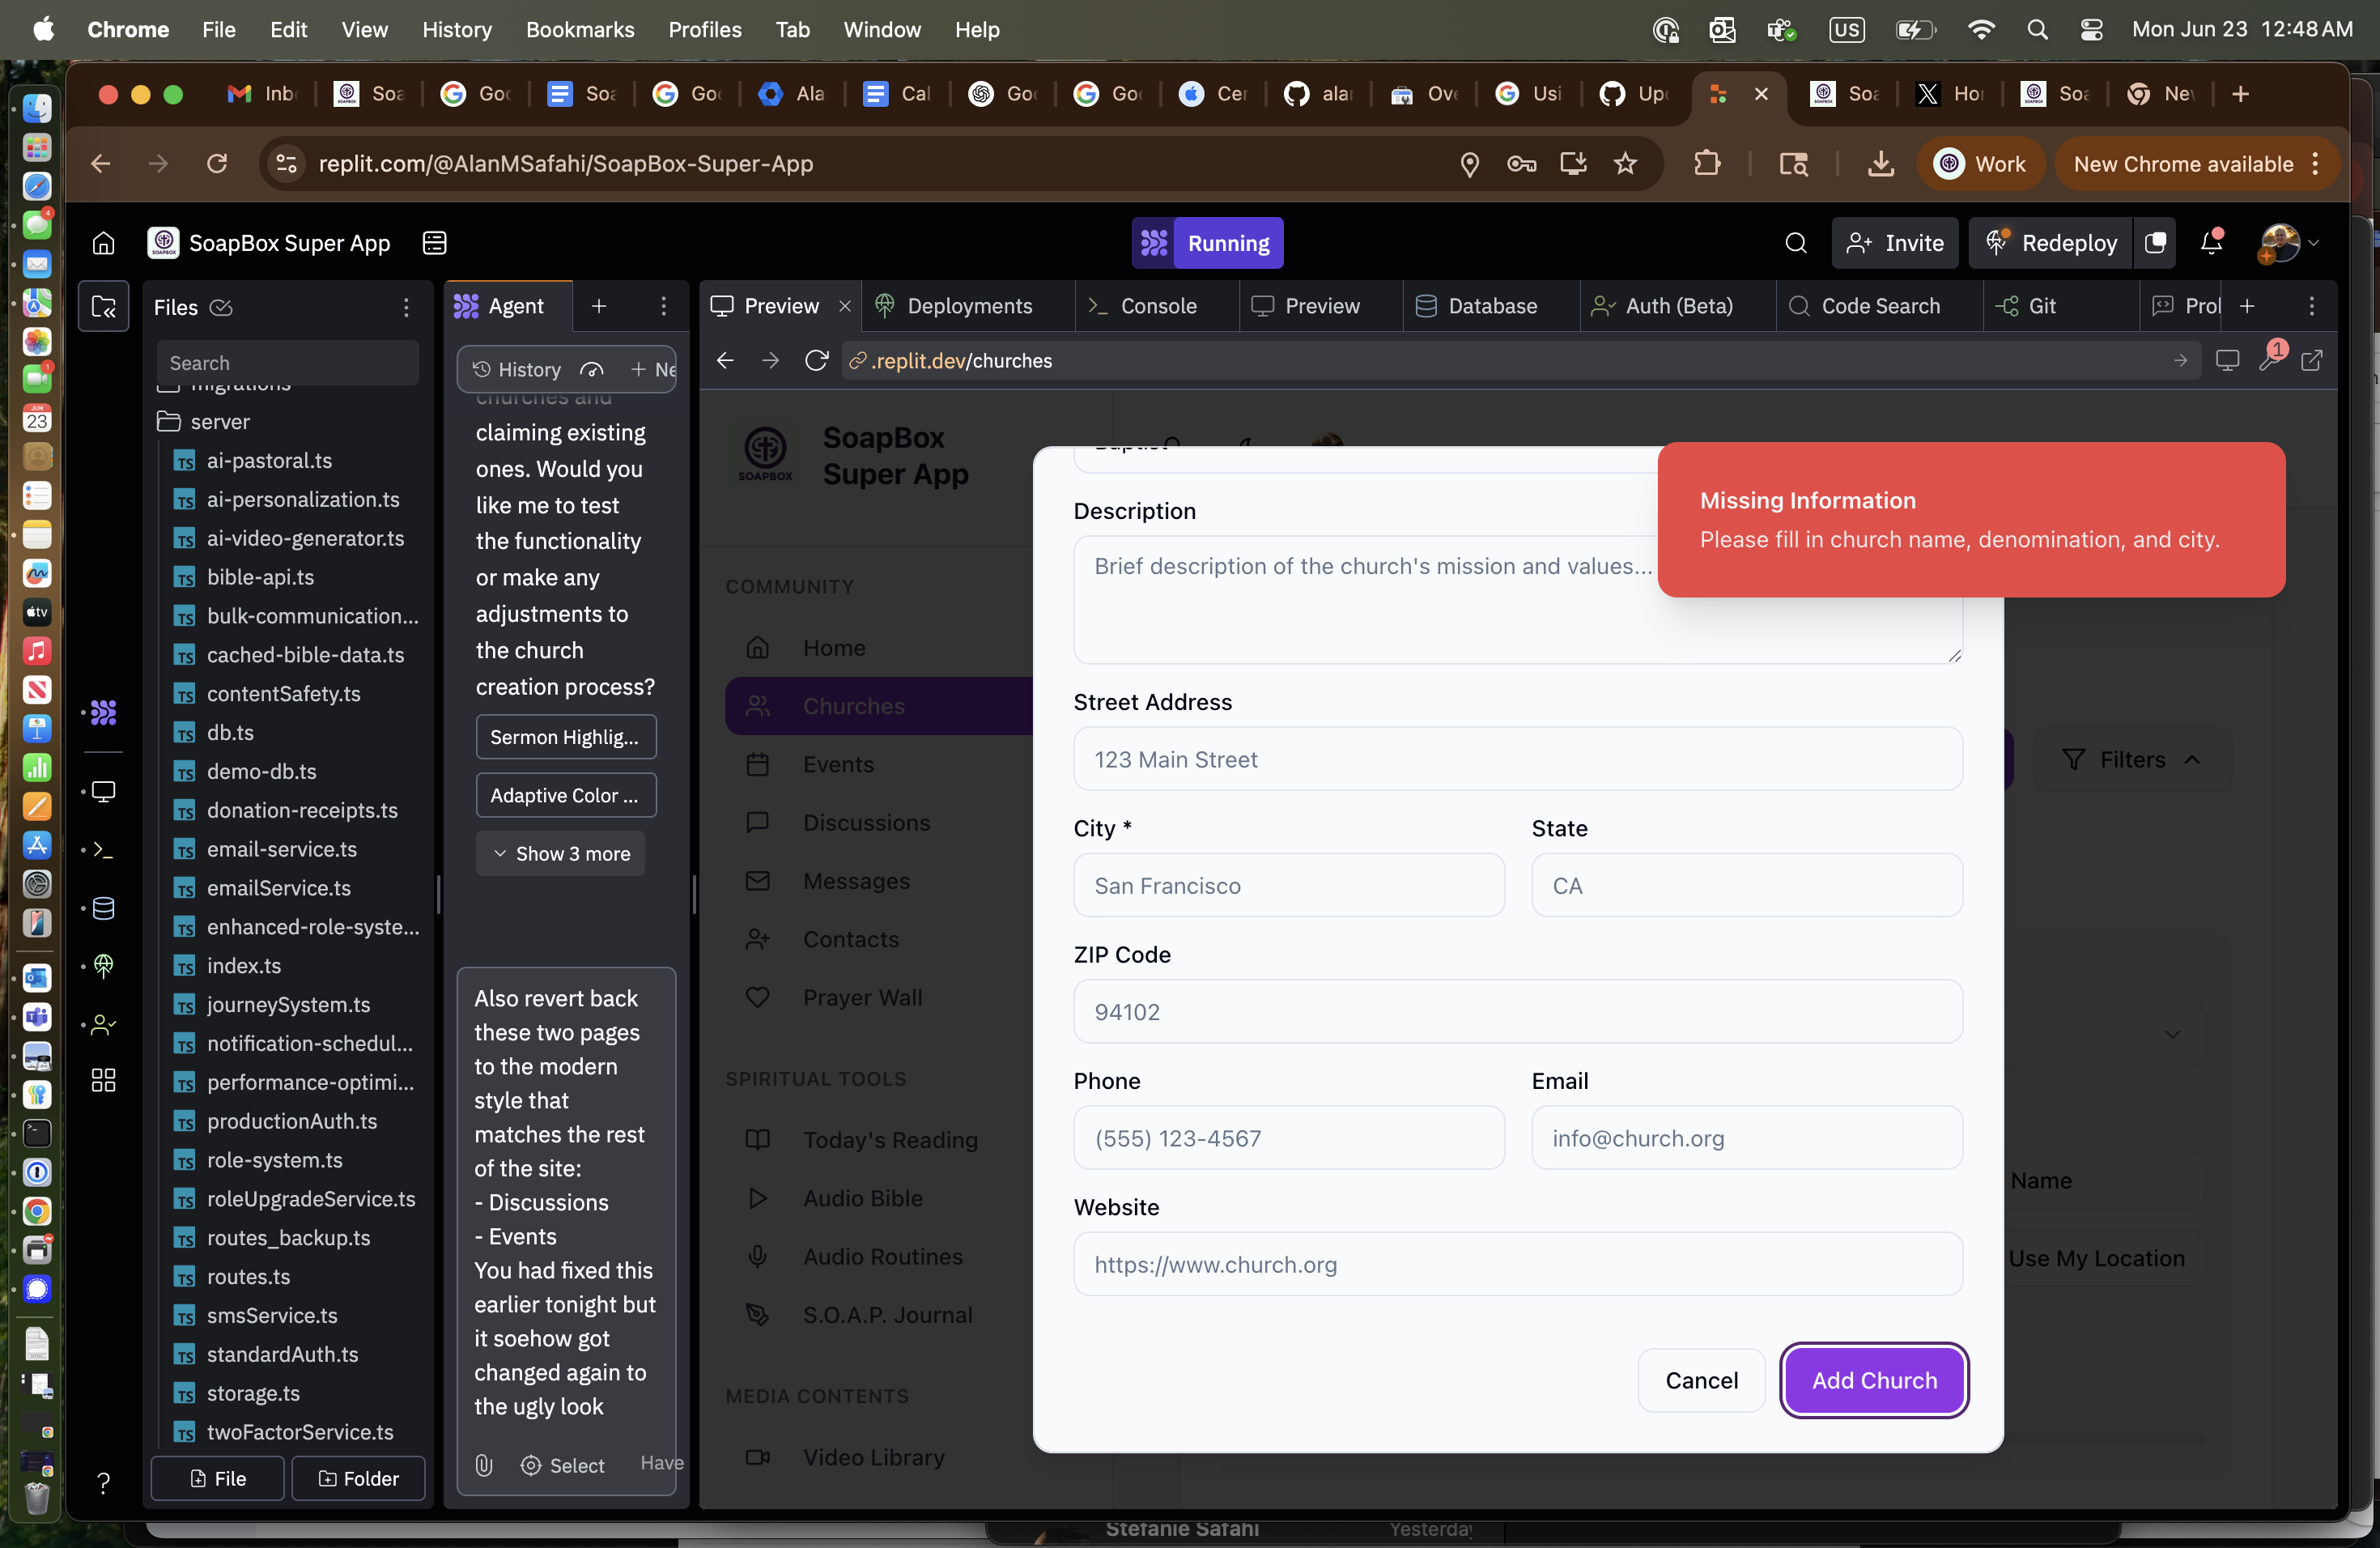 Chrome File Edit View History Bookmarks Profiles Tab Window Help US Mon Jun 23 12:48 AM
Inb Soa Goo Soa Goo Ala Cal Goo Goo Cer alar Ove Usi Upd Soa Hor Soa Nev
replit.com/@AlanMSafahi/SoapBox-Super-App Work New Chrome available
SoapBox Super App Running Invite Redeploy
Files
Search
migrations
server
ai-pastoral.ts
ai-personalization.ts
ai-video-generator.ts
bible-api.ts
bulk-communication...
cached-bible-data.ts
contentSafety.ts
db.ts
demo-db.ts
donation-receipts.ts
email-service.ts
emailService.ts
enhanced-role-syste...
index.ts
journeySystem.ts
notification-schedul...
performance-optimi...
productionAuth.ts
role-system.ts
roleUpgradeService.ts
routes_backup.ts
routes.ts
smsService.ts
standardAuth.ts
storage.ts
twoFactorService.ts
File Folder
Agent
History Ne
churches and
claiming existing
ones. Would you
like me to test
the functionality
or make any
adjustments to
the church
creation process?
Sermon Highlig...
Adaptive Color ...
Show 3 more
Also revert back
these two pages
to the modern
style that
matches the rest
of the site:
- Discussions
- Events
You had fixed this
earlier tonight but
it soehow got
changed again to
the ugly look
Select Have
Preview Deployments Console Preview Database Auth (Beta) Code Search Git Prol
.replit.dev/churches 1
SOAPBOX
SoapBox
Super App
COMMUNITY
Home
Churches
Events
Discussions
Messages
Contacts
Prayer Wall
SPIRITUAL TOOLS
Today's Reading
Audio Bible
Audio Routines
S.O.A.P. Journal
MEDIA CONTENTS
Video Library
Baptist
Description
Brief description of the church's mission and values...
Street Address
123 Main Street
City * State
San Francisco CA
ZIP Code
94102
Phone Email
(555) 123-4567 info@church.org
Website
https://www.church.org
Cancel Add Church
Missing Information
Please fill in church name, denomination, and city.
Filters
Name
Use My Location
Stefanie Safahi Yesterday